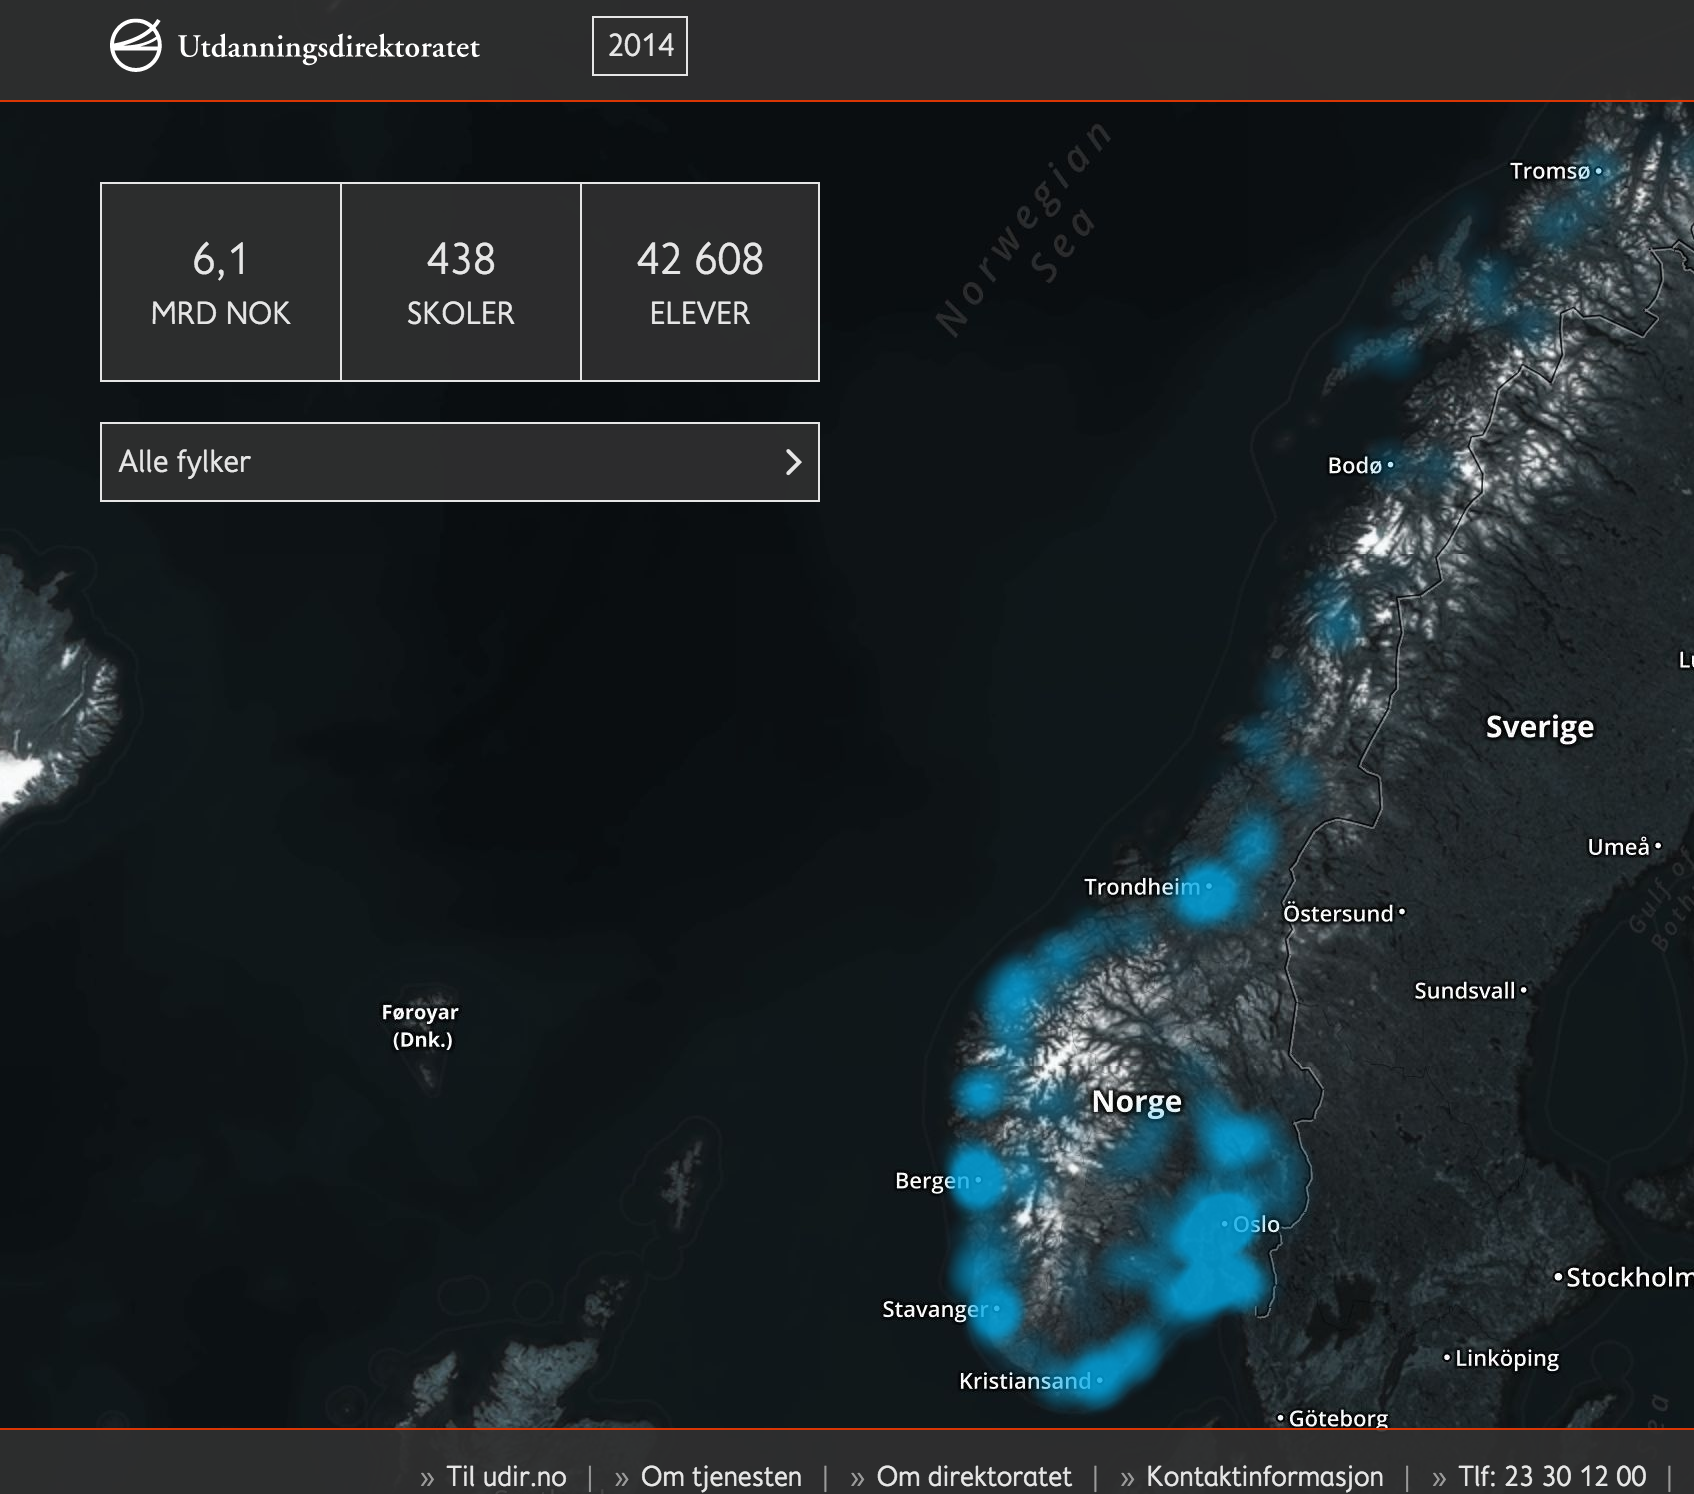 Utdanningsdirektoratet
2014
Norwegian
Sea
Tromsø
6,1
MRD NOK
438
SKOLER
42 608
ELEVER
Alle fylker
Bodø
Sverige
Umeå
Trondheim
Östersund
Gulf of
Sundsvall
Føroyar
(Dnk.)
Norge
Bergen
Oslo
Stockholm
Stavanger
Linköping
Kristiansand
Göteborg
» Til udir.no | » Om tjenesten | » Om direktoratet | » Kontaktinformasjon | » Tlf: 23 30 12 00 |